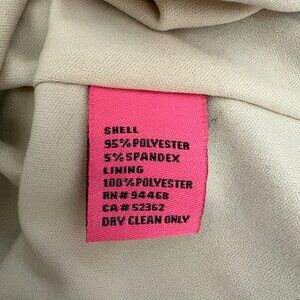 SHELL
95% POLYESTER
5% SPANDEX
LINING
100% POLYESTER
RN# 94468
CA# 52362
DRY CLEAN ONLY